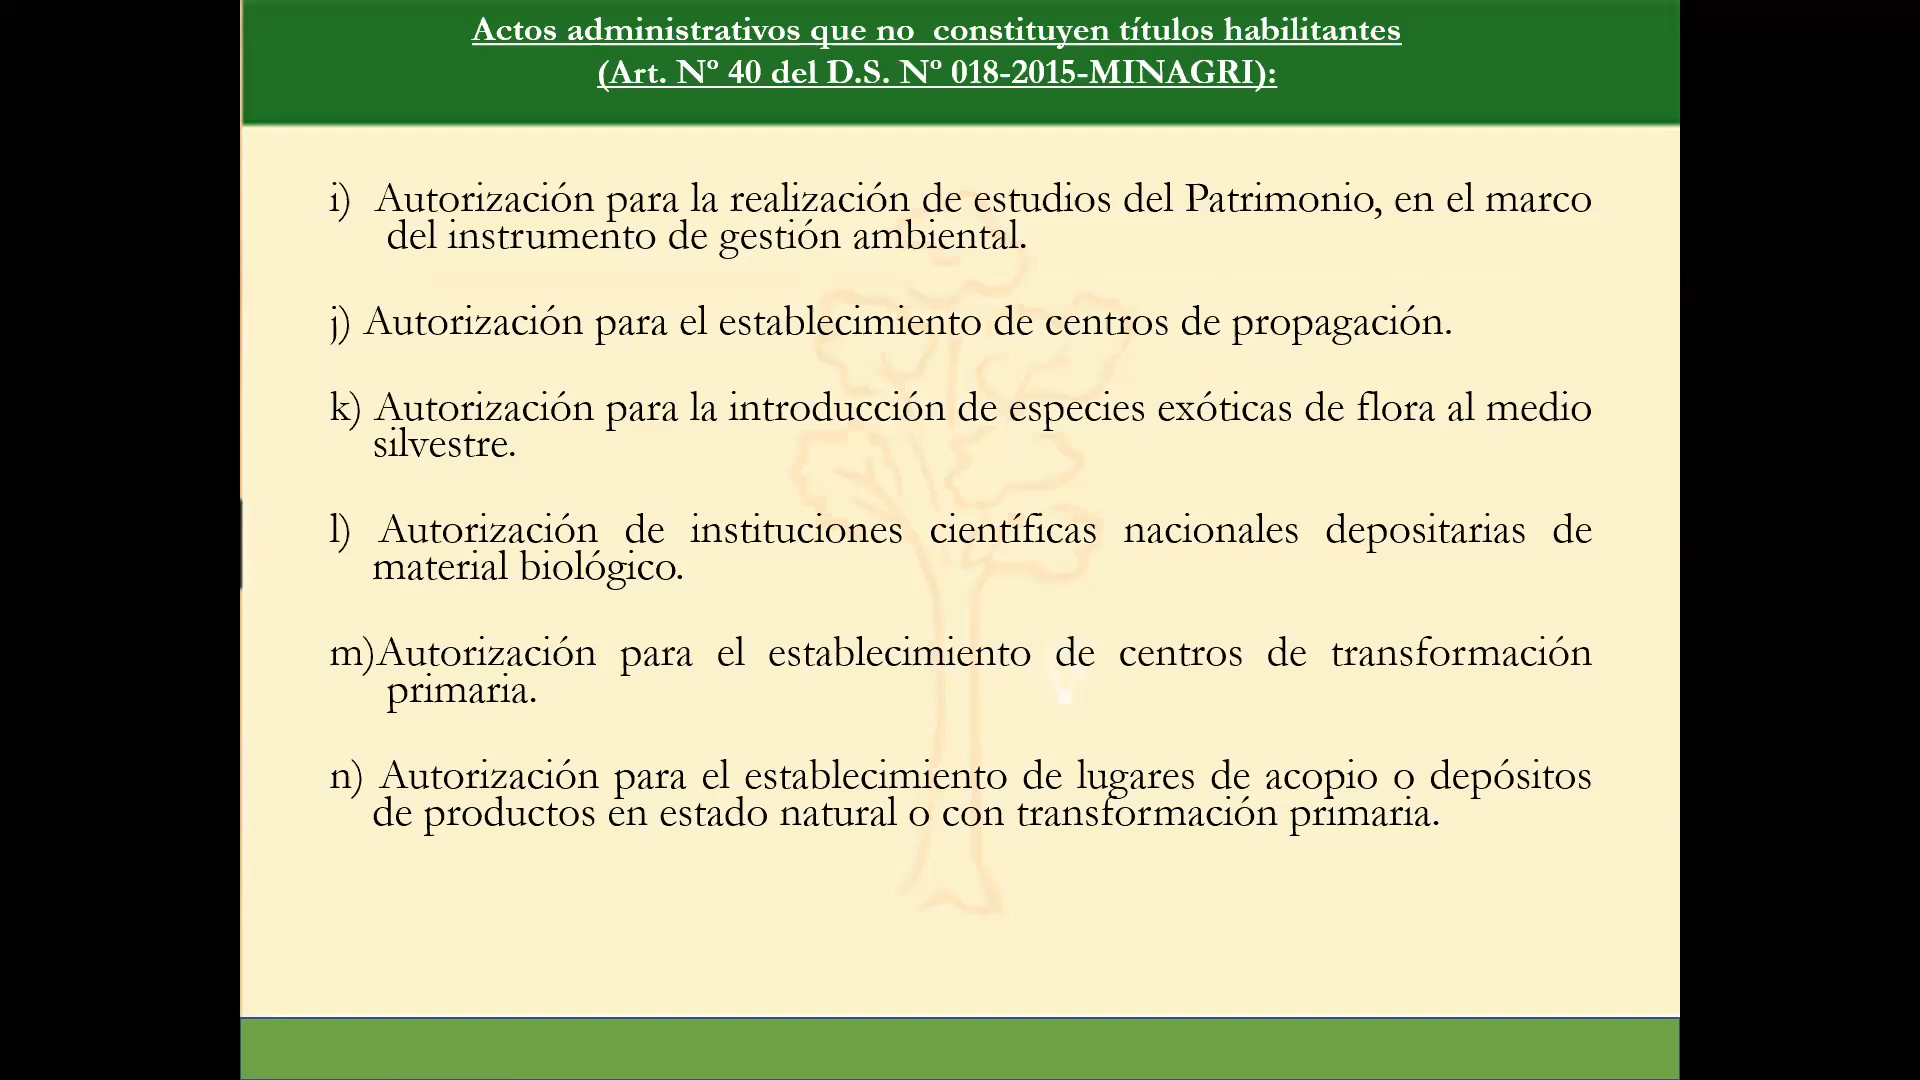 Actos administrativos que no constituyen títulos habilitantes
(Art. Nº 40 del D.S. Nº 018-2015-MINAGRI):
i) Autorización para la realización de estudios del Patrimonio, en el marco
del instrumento de gestión ambiental.
j) Autorización para el establecimiento de centros de propagación.
k) Autorización para la introducción de especies exóticas de flora al medio
silvestre.
l) Autorización de instituciones científicas nacionales depositarias de
material biológico.
m)Autorización para el establecimiento de centros de transformación
primaria.
n) Autorización para el establecimiento de lugares de acopio o depósitos
de productos en estado natural o con transformación primaria.